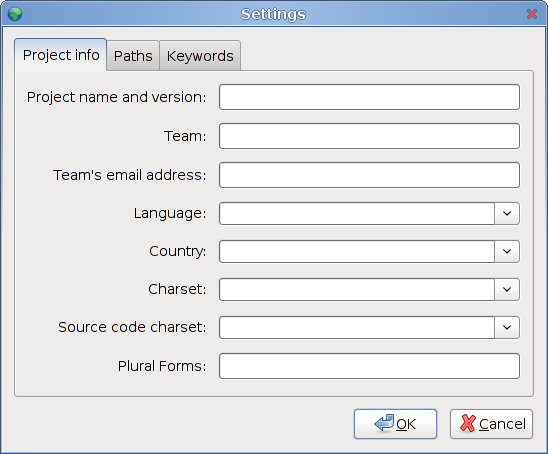 Settings
Project info Paths Keywords
Project name and version:
Team:
Team's email address:
Language:
Country:
Charset:
Source code charset:
Plural Forms:
OK Cancel